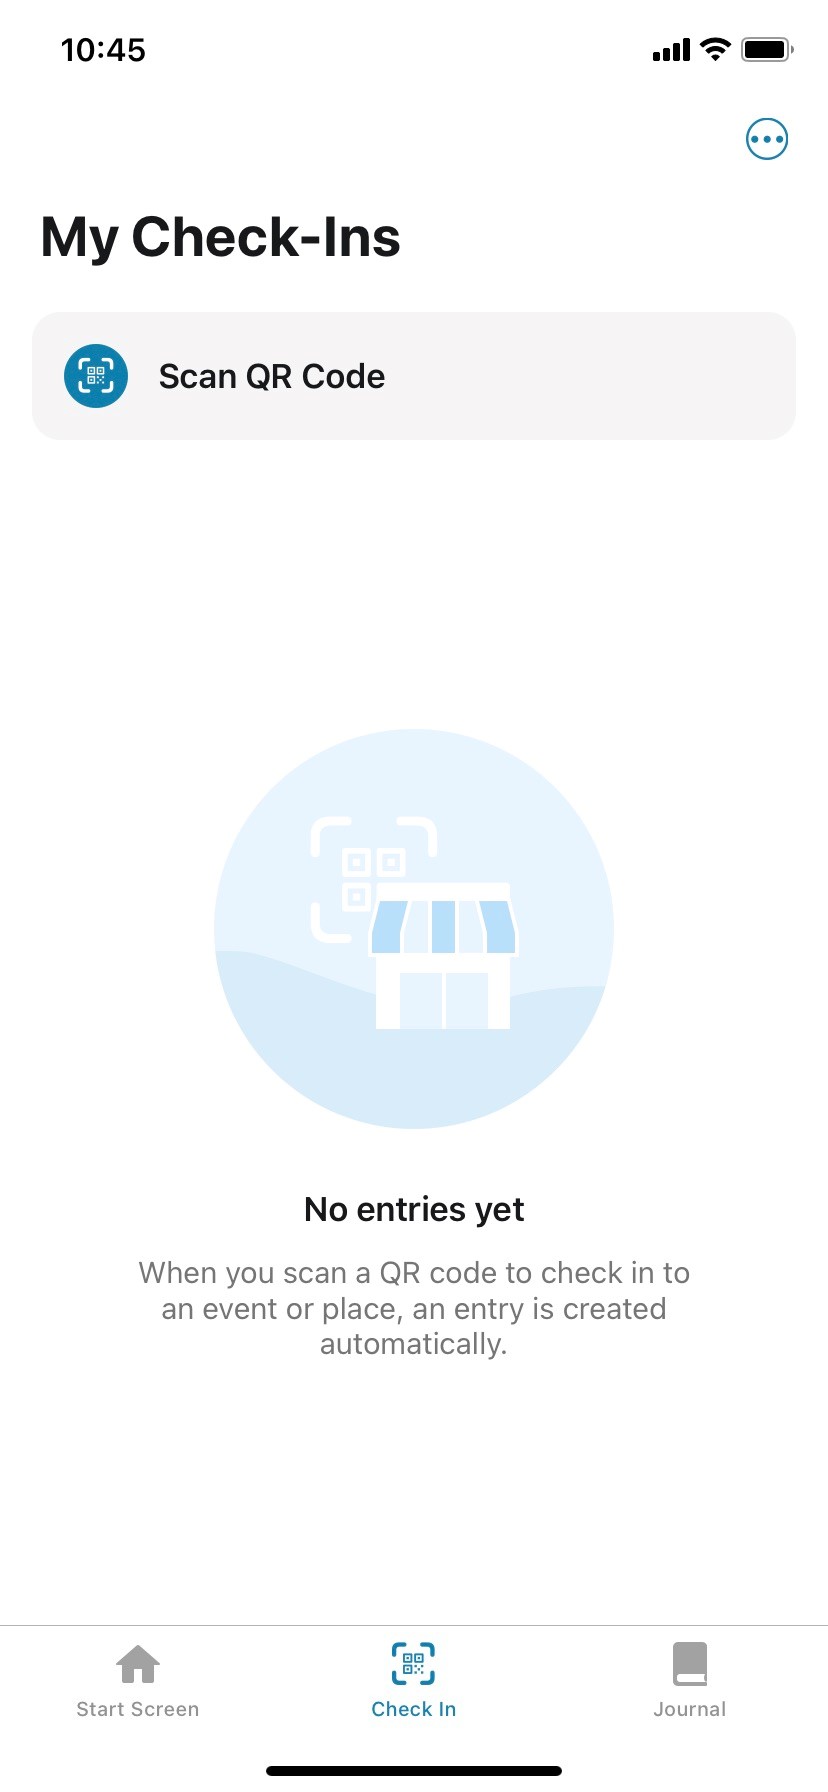 10:45
My Check-Ins
Scan QR Code
No entries yet
When you scan a QR code to check in to
an event or place, an entry is created
automatically.
Start Screen
Check In
Journal